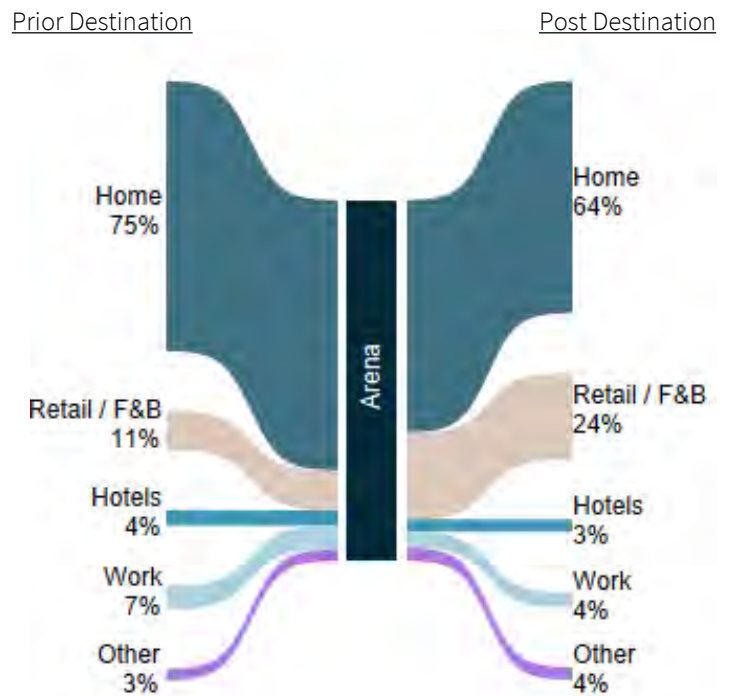 Prior Destination
Post Destination
Home
75%
Retail / F&B
11%
Hotels
4%
Work
7%
Other
3%
Arena
Home
64%
Retail / F&B
24%
Hotels
3%
Work
4%
Other
4%